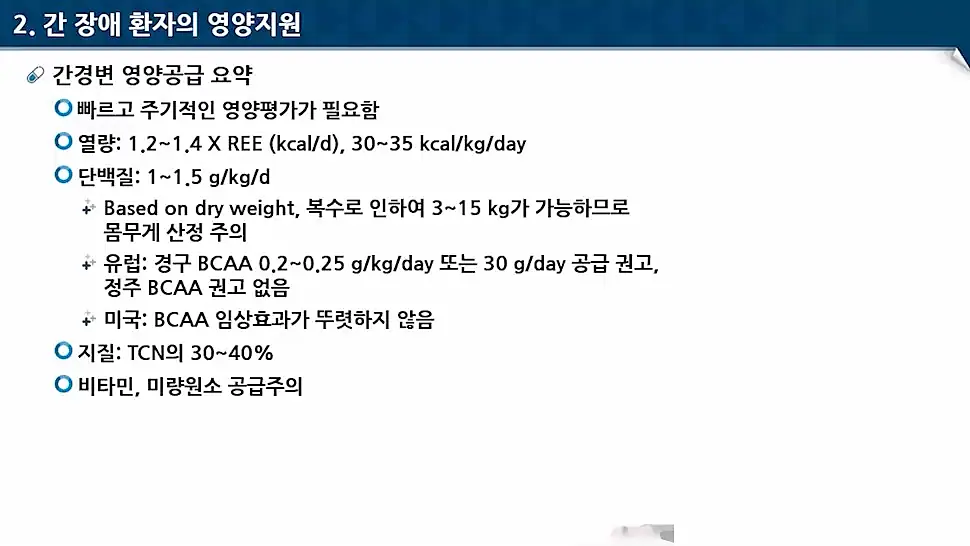 2. 간 장애 환자의 영양지원
간경변 영양공급 요약
빠르고 주기적인 영양평가가 필요함
열량: 1.2~1.4 X REE (kcal/d), 30~35 kcal/kg/day
단백질: 1~1.5 g/kg/d
Based on dry weight, 복수로 인하여 3~15 kg가 가능하므로
몸무게 산정 주의
유럽: 경구 BCAA 0.2~0.25 g/kg/day 또는 30 g/day 공급 권고,
정주 BCAA 권고 없음
미국: BCAA 임상효과가 뚜렷하지 않음
지질: TCN의 30~40%
비타민, 미량원소 공급주의